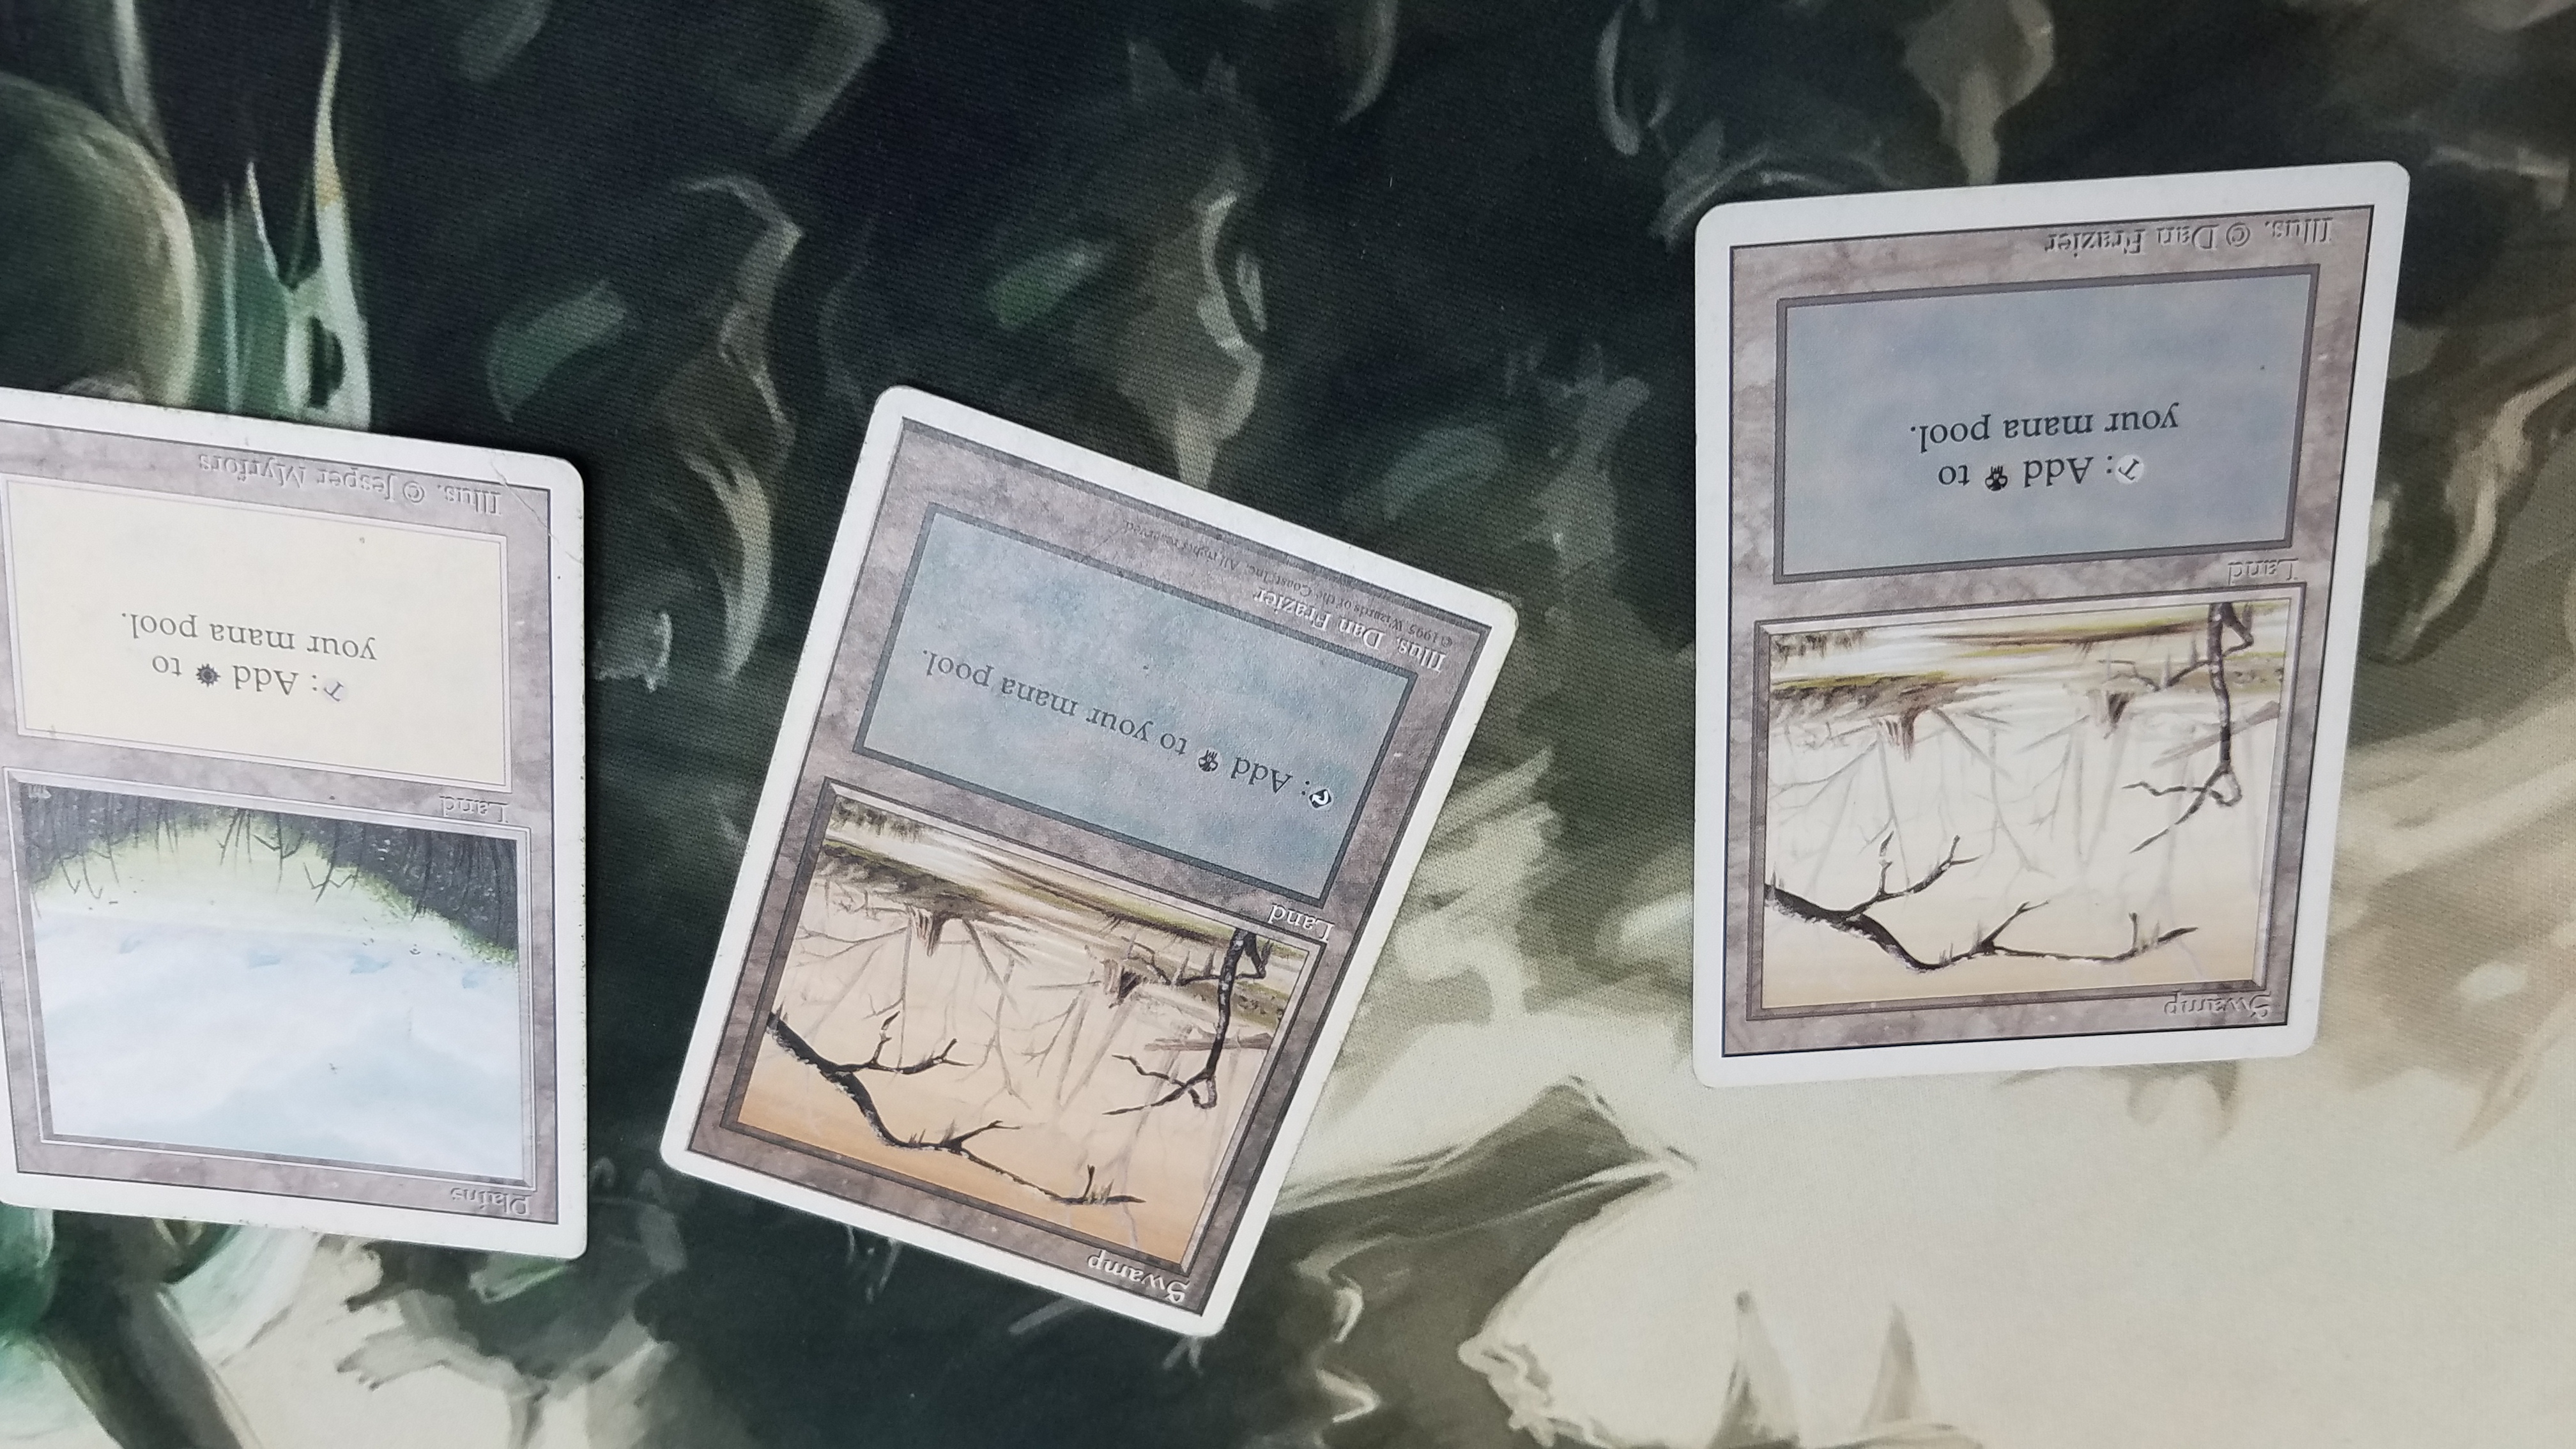 Swamp
Land
T: Add to
your mana pool.
Illus. © Dan Frazier
Swamp
Land
: Add to your mana pool.
Illus. Dan Frazier
© 1995 Wizards of the Coast, Inc. All rights reserved.
Plains
Land
T: Add to
your mana pool.
Illus. © Jesper Myrfors